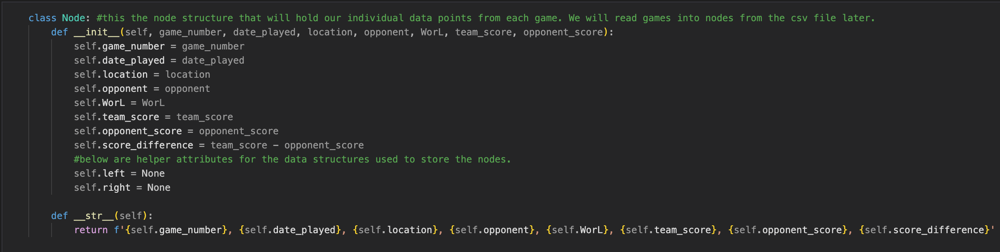 class Node: #this the node structure that will hold our individual data points from each game. We will read games into nodes from the csv file later.
    def __init__(self, game_number, date_played, location, opponent, WorL, team_score, opponent_score):
        self.game_number = game_number
        self.date_played = date_played
        self.location = location
        self.opponent = opponent
        self.WorL = WorL
        self.team_score = team_score
        self.opponent_score = opponent_score
        self.score_difference = team_score - opponent_score
        #below are helper attributes for the data structures used to store the nodes.
        self.left = None
        self.right = None

    def __str__(self):
        return f'{self.game_number}, {self.date_played}, {self.location}, {self.opponent}, {self.WorL}, {self.team_score}, {self.opponent_score}, {self.score_difference}'